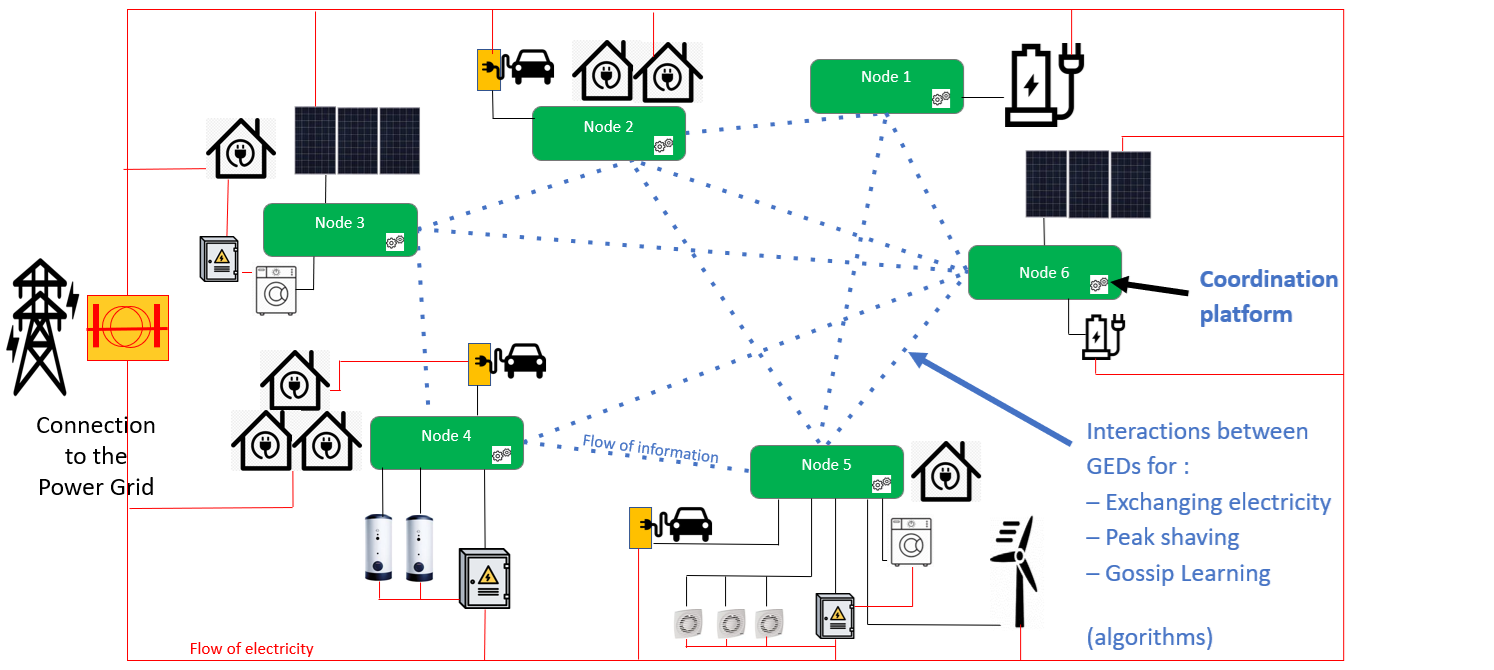 Node 1
Node 2
Node 3
Node 6
Coordination
platform
Connection
to the
Power Grid
Node 4
Flow of information
Node 5
Interactions between
GEDs for :
– Exchanging electricity
– Peak shaving
– Gossip Learning
(algorithms)
Flow of electricity